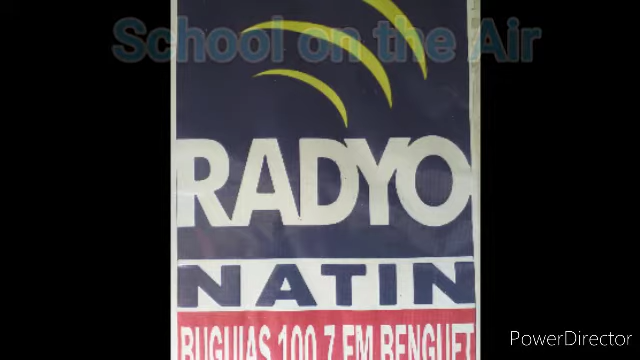 School on the Air
RADYO
NATIN
BUGUIAS 100.7 FM BENGUET
PowerDirector